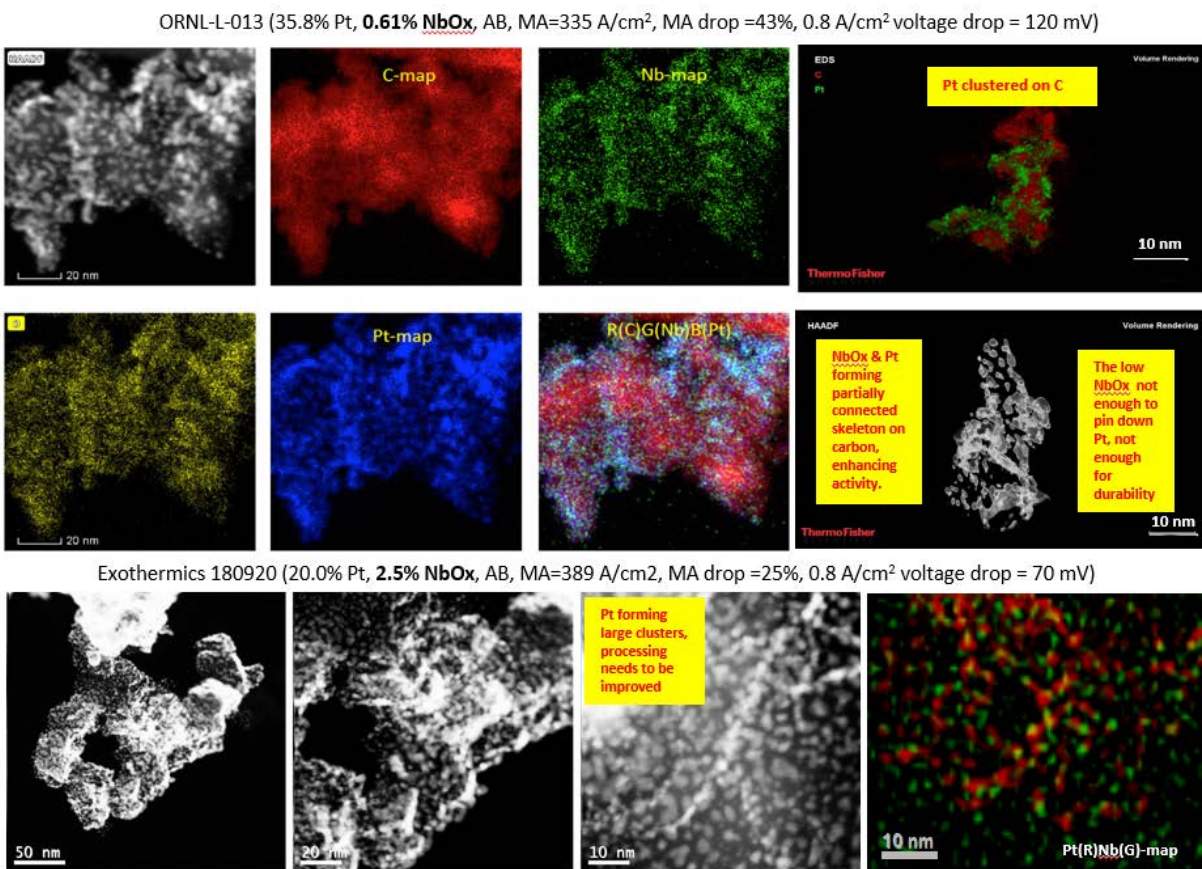 ORNL-L-013 (35.8% Pt, 0.61% NbOx, AB, MA=335 A/cm², MA drop =43%, 0.8 A/cm² voltage drop = 120 mV)
HAADF
20 nm
C-map
Nb-map
EDS
C
Pt
Volume Rendering
Pt clustered on C
10 nm
ThermoFisher
20 nm
Pt-map
R(C)G(Nb)B(Pt)
HAADF
Volume Rendering
NbOx & Pt
forming
partially
connected
skeleton on
carbon,
enhancing
activity.
The low
NbOx not
enough to
pin down
Pt, not
enough
for
durability
ThermoFisher
10 nm
Exothermics 180920 (20.0% Pt, 2.5% NbOx, AB, MA=389 A/cm2, MA drop =25%, 0.8 A/cm² voltage drop = 70 mV)
50 nm
20 nm
Pt forming
large clusters,
processing
needs to be
improved
10 nm
10 nm
Pt(R)Nb(G)-map